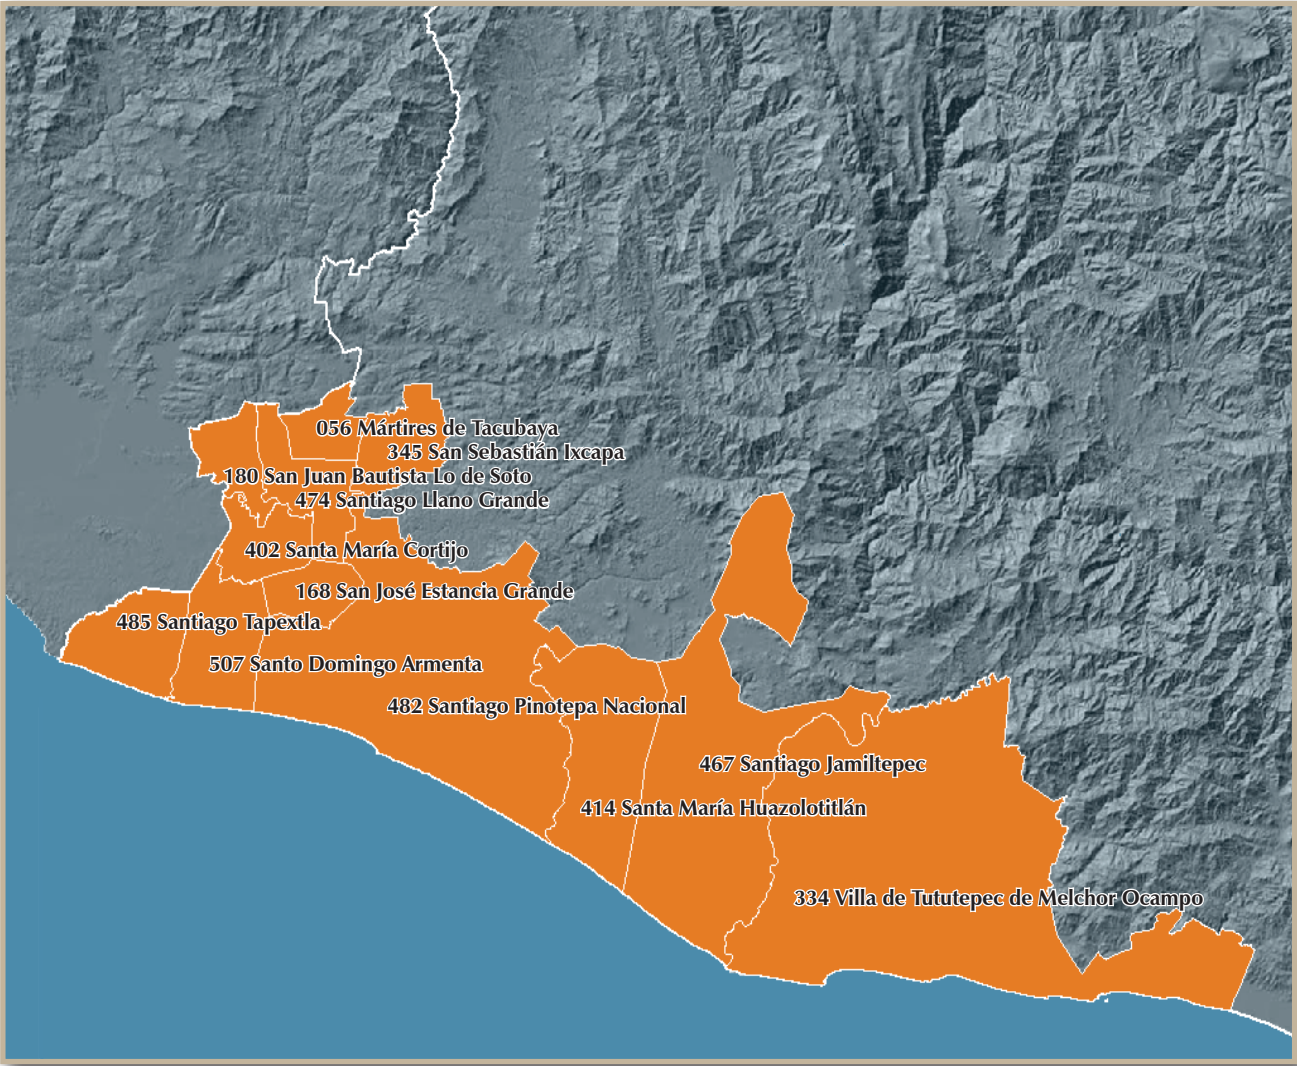 056 Mártires de Tacubaya
345 San Sebastián Ixcapa
180 San Juan Bautista Lo de Soto
474 Santiago Llano Grande
402 Santa María Cortijo
168 San José Estancia Grande
485 Santiago Tapextla
507 Santo Domingo Armenta
482 Santiago Pinotepa Nacional
467 Santiago Jamiltepec
414 Santa María Huazolotitlán
334 Villa de Tututepec de Melchor Ocampo